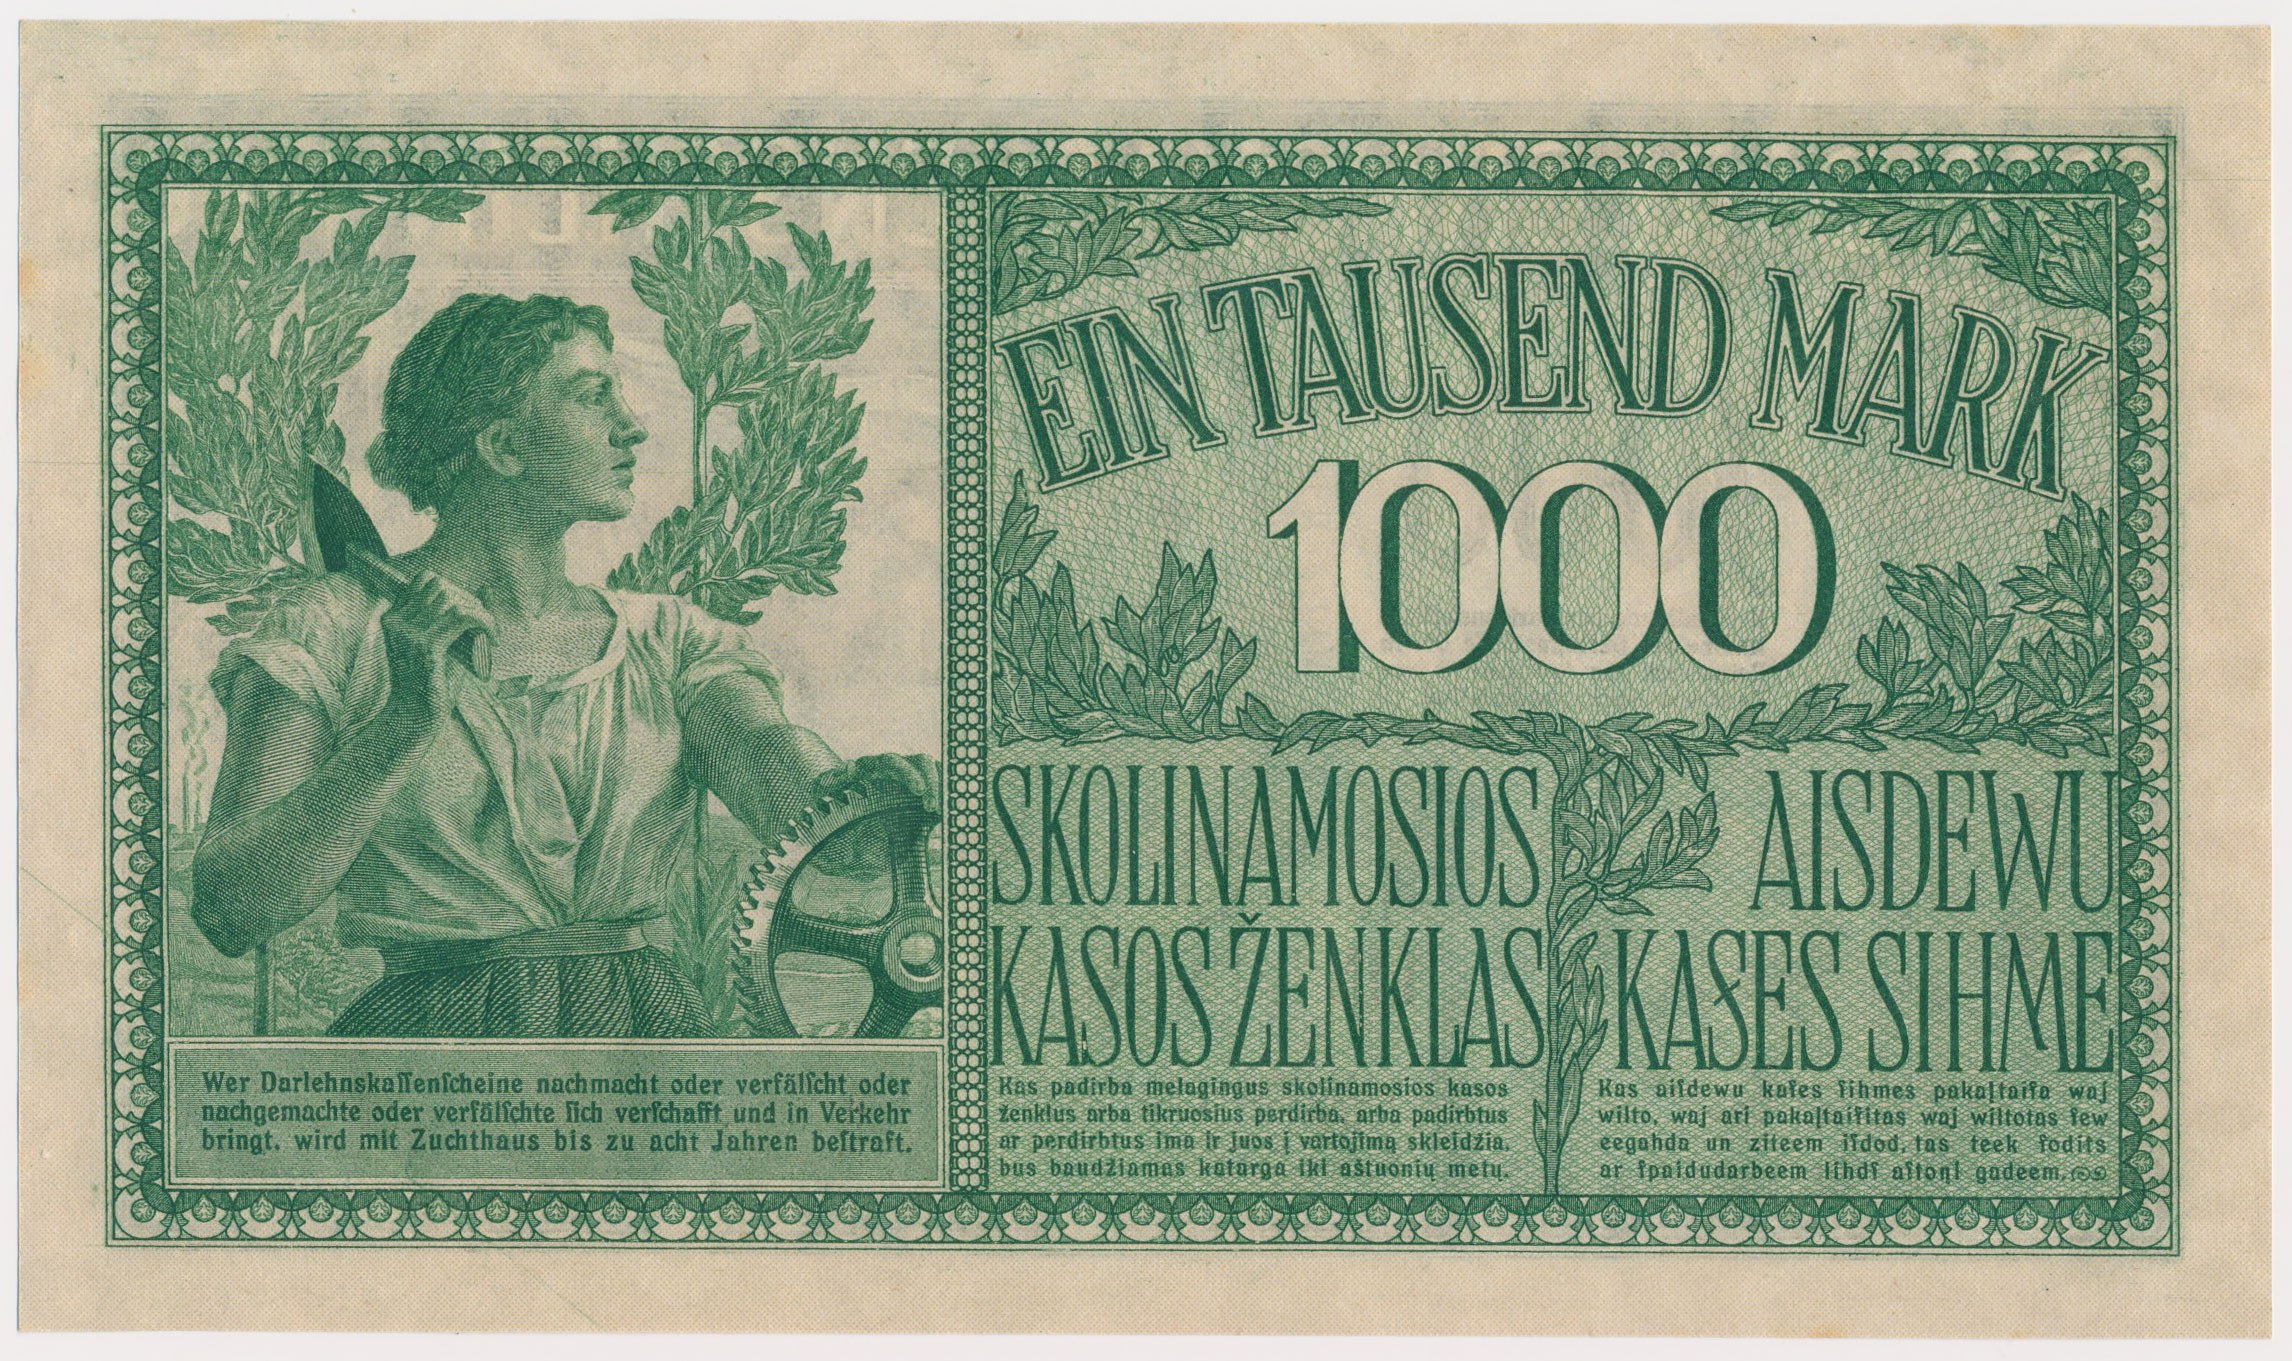 EIN TAUSEND MARK
1000
SKOLINAMOSIOS
KASOS ŽENKLAS
AISDEWU
KAŞES SIHME
Wer Darlehnskaſſenſcheine nachmacht oder verfälſcht oder
nachgemachte oder verfälſchte ſich verſchafft und in Verkehr
bringt, wird mit Zuchthaus bis zu acht Jahren beſtraft.
Kas padirba melagingus skolinamosios kasos
ženklus arba tikruosius perdirba, arba padirbtus
ar perdirbtus ima ir juos į vartojimą skleidžia,
bus baudžiamas katarga iki aštuonių metų.
Kas aiſdewu kaſes ſihmes pakaļtaiſa waj
wilto, waj ari pakaļtaiſitas waj wiltotas ſew
eegahda un ziteem iſdod, tas teek ſodits
ar ſpaidudarbeem lihdſ aſtoņi gadeem.